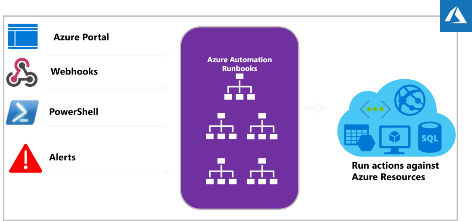 Azure Portal
Webhooks
PowerShell
Alerts
Azure Automation
Runbooks
SQL
Run actions against
Azure Resources